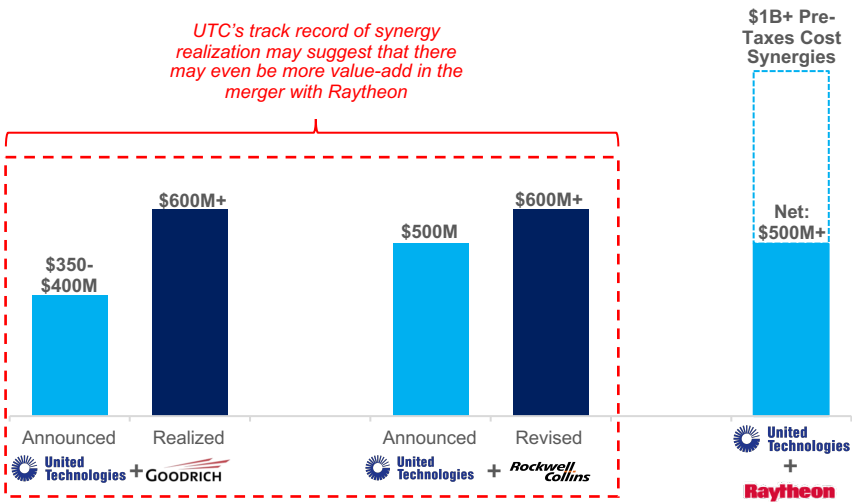 UTC's track record of synergy
realization may suggest that there
may even be more value-add in the
merger with Raytheon
$1B+ Pre-
Taxes Cost
Synergies
$350-
$400M
$600M+
$500M
$600M+
Net:
$500M+
Announced
Realized
Announced
Revised
United
Technologies
+
GOODRICH
United
Technologies
+
Rockwell
Collins
United
Technologies
+
Raytheon